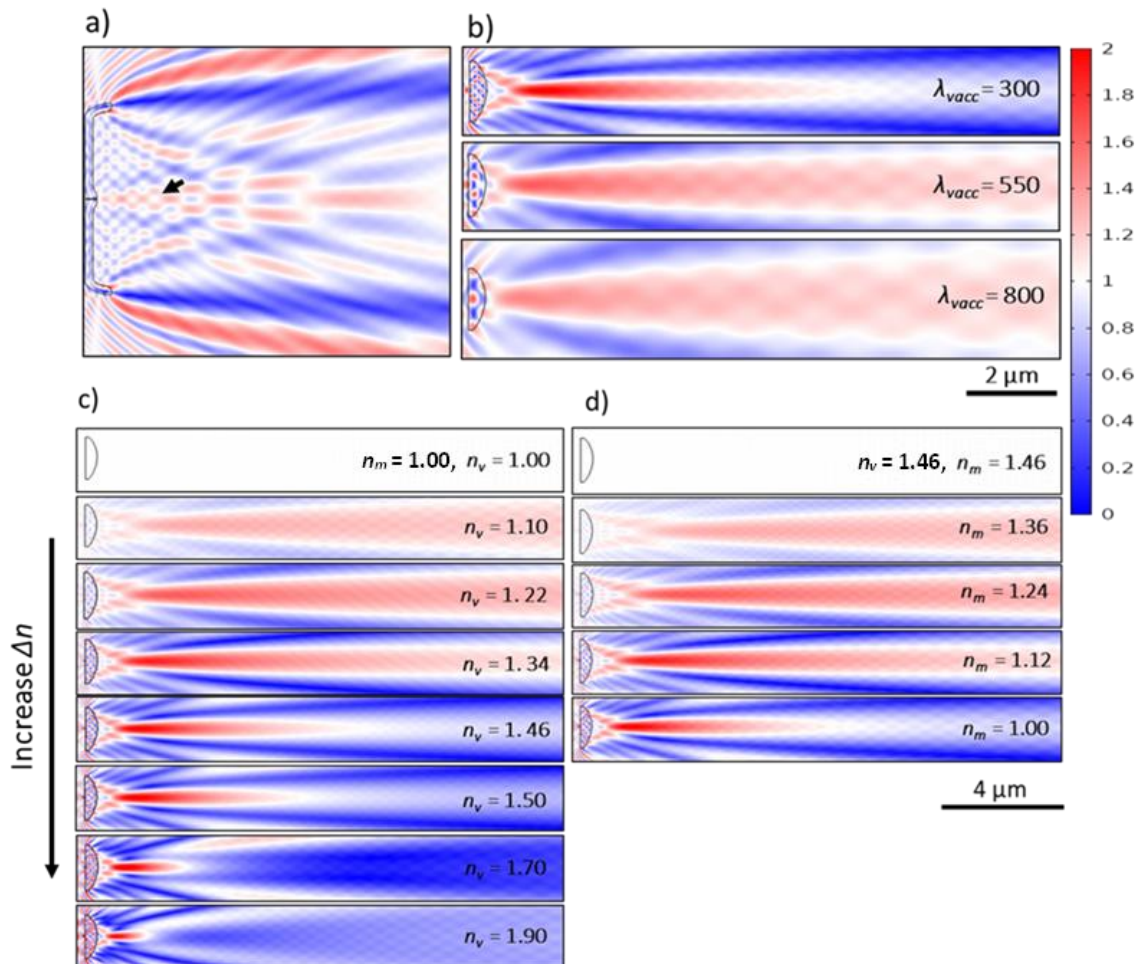 a)
b)
λvacc = 300
λvacc = 550
λvacc = 800
2 μm
2
1.8
1.6
1.4
1.2
1
0.8
0.6
0.4
0.2
0
c)
nm = 1.00, nv = 1.00
nv = 1.10
nv = 1. 22
nv = 1.34
nv = 1. 46
nv = 1.50
nv = 1.70
nv = 1.90
Increase Δn
d)
nv = 1.46, nm = 1.46
nm = 1.36
nm = 1.24
nm = 1.12
nm = 1.00
4 μm